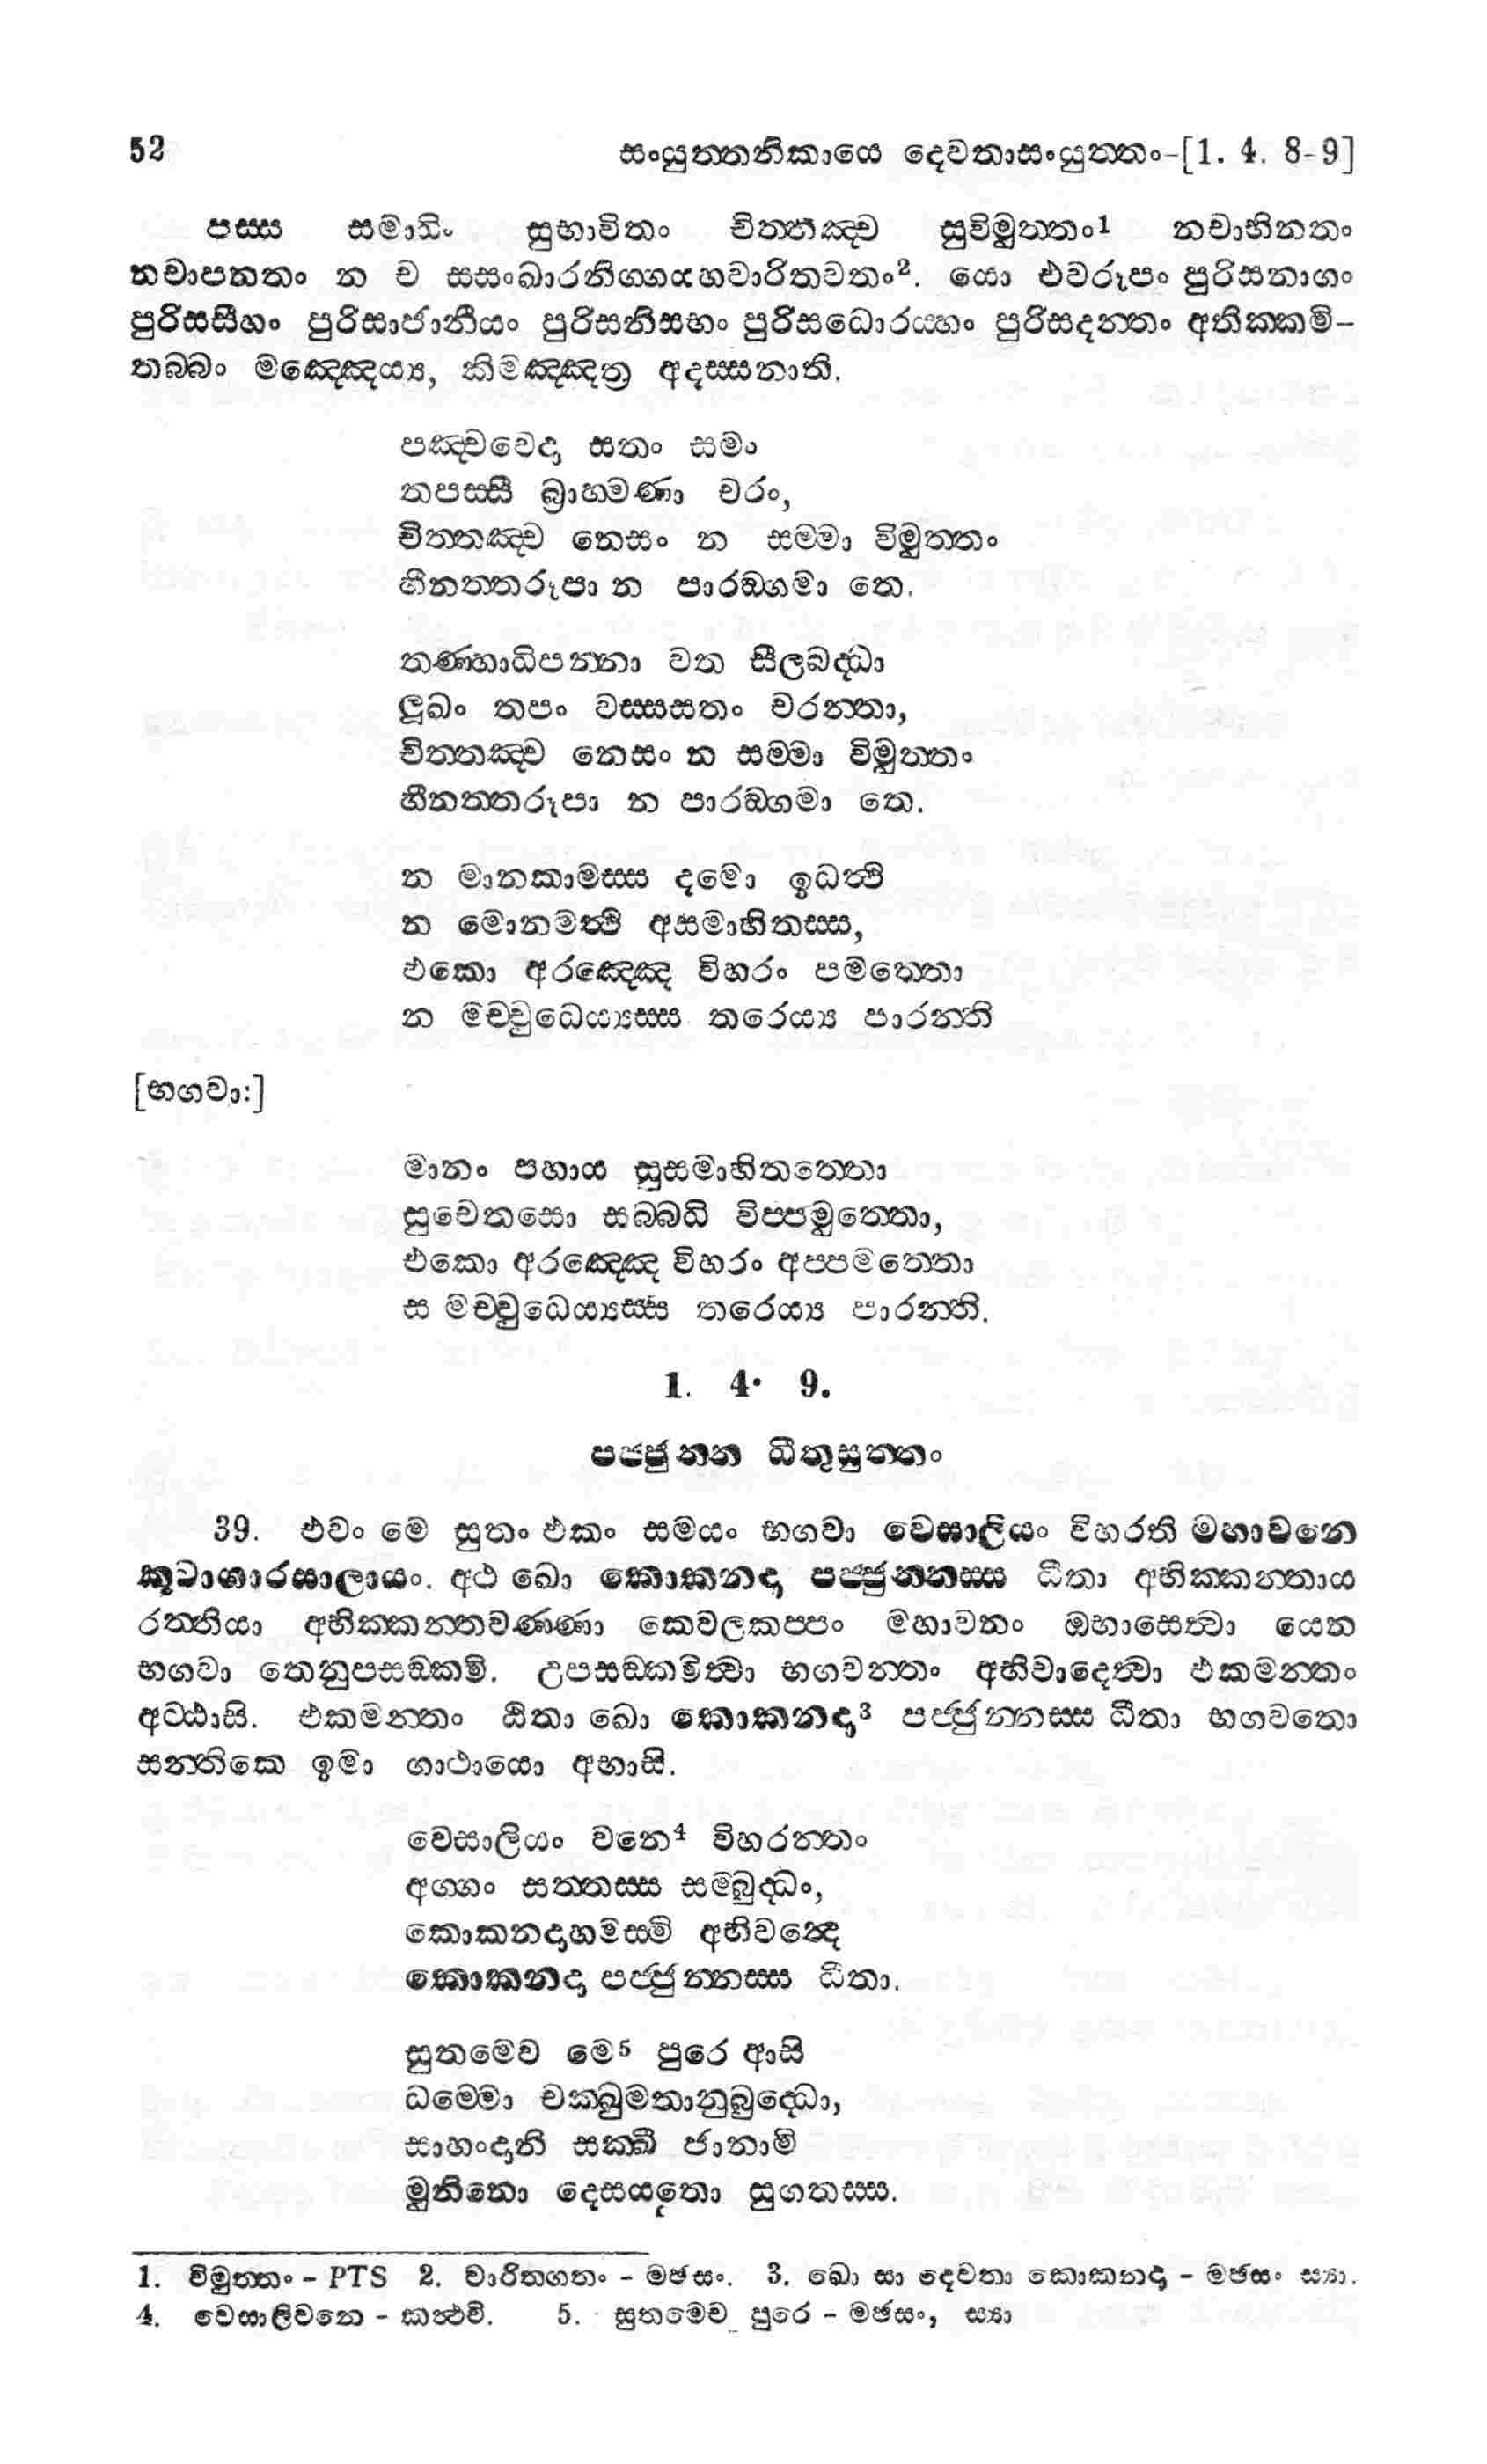 52 සංයුත්තනිකායෙ දෙවතාසංයුත්තං-[1. 4. 8-9]
පස්ස සමාධිං සුභාවිතං චිත්තඤ්ච සුවිමුත්තං1 නචාභිනතං
නචාපනතං න ච සසංඛාරනිග්ගය්හවාරිතවතං2. යො එවරූපං පුරිසනාගං
පුරිසසීහං පුරිසාජානීයං පුරිසනිසභං පුරිසධොරය්හං පුරිසදන්තං අතික්කමි-
තබ්බං මඤ්ඤෙය්‍ය, කිමඤ්ඤත්‍ර අදස්සනාති.
පඤ්චවෙදා සතං සමං
තපස්සී බ්‍රාහ්මණා චරං,
චිත්තඤ්ච නෙසං න සම්මා විමුත්තං
හීනත්තරූපා න පාරඞ්ගමා තෙ.
තණ්හාධිපන්නා වත සීලබද්ධා
ලූඛං තපං වස්සසතං චරන්තා,
චිත්තඤ්ච නෙසං න සම්මා විමුත්තං
හීනත්තරූපා න පාරඞ්ගමා තෙ.
න මානකාමස්ස දමො ඉධත්ථි
න මොනමත්ථි අසමාහිතස්ස,
එකො අරඤ්ඤෙ විහරං පමත්තො
න මච්චුධෙය්‍යස්ස තරෙය්‍ය පාරන්ති
[භගවා:]
මානං පහාය සුසමාහිතත්තො
සුචෙතසො සබ්බධි විප්පමුත්තො,
එකො අරඤ්ඤෙ විහරං අප්පමත්තො
ස මච්චුධෙය්‍යස්ස තරෙය්‍ය පාරන්ති.
1. 4. 9.
පජ්ජුන්න ධීතුසුත්තං
39. එවං මෙ සුතං එකං සමයං භගවා වෙසාලියං විහරති මහාවනෙ
කූටාගාරසාලායං. අථ ඛො කොකනදා පජ්ජුන්නස්ස ධීතා අභික්කන්තාය
රත්තියා අභික්කන්තවණ්ණා කෙවලකප්පං මහාවනං ඔභාසෙත්වා යෙන
භගවා තෙනුපසඞ්කමි. උපසඞ්කමිත්වා භගවන්තං අභිවාදෙත්වා එකමන්තං
අට්ඨාසි. එකමන්තං ඨිතා ඛො කොකනදා3 පජ්ජුන්නස්ස ධීතා භගවතො
සන්තිකෙ ඉමා ගාථායො අභාසි.
වෙසාලියං වනෙ4 විහරන්තං
අග්ගං සත්තස්ස සම්බුද්ධං,
කොකනදාහමස්මි අභිවන්දෙ
කොකනදා පජ්ජුන්නස්ස ධීතා.
සුතමෙව මෙ5 පුරෙ ආසි
ධම්මො චක්ඛුමතානුබුද්ධො,
සාහංදානි සක්ඛී ජානාමි
මුනිනො දෙසයතො සුගතස්ස.
1. විමුත්තං - PTS 2. වාරිතගතං - මඡසං. 3. ඛො සා දෙවතා කොකනදා - මඡසං ස්‍යා.
4. වෙසාලිවනෙ - කත්‍ථචි. 5. සුතමෙච පුරෙ - මඡසං, ස්‍යා